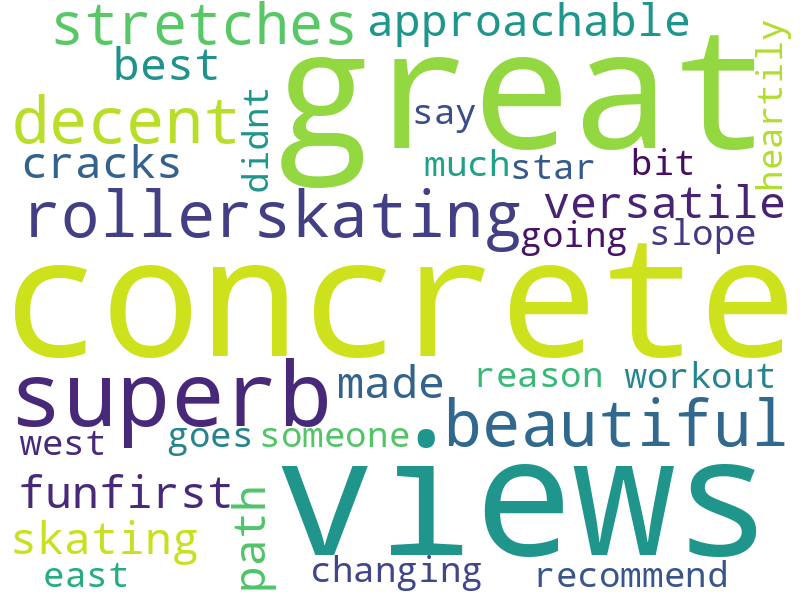 stretches
approachable
best
great
heartily
decent
didnt
say
cracks
much
star
bit
rollerskating
versatile
going
slope
concrete
superb
made
reason
workout
west
goes
someone
beautiful
views
funfirst
path
skating
east
changing
recommend